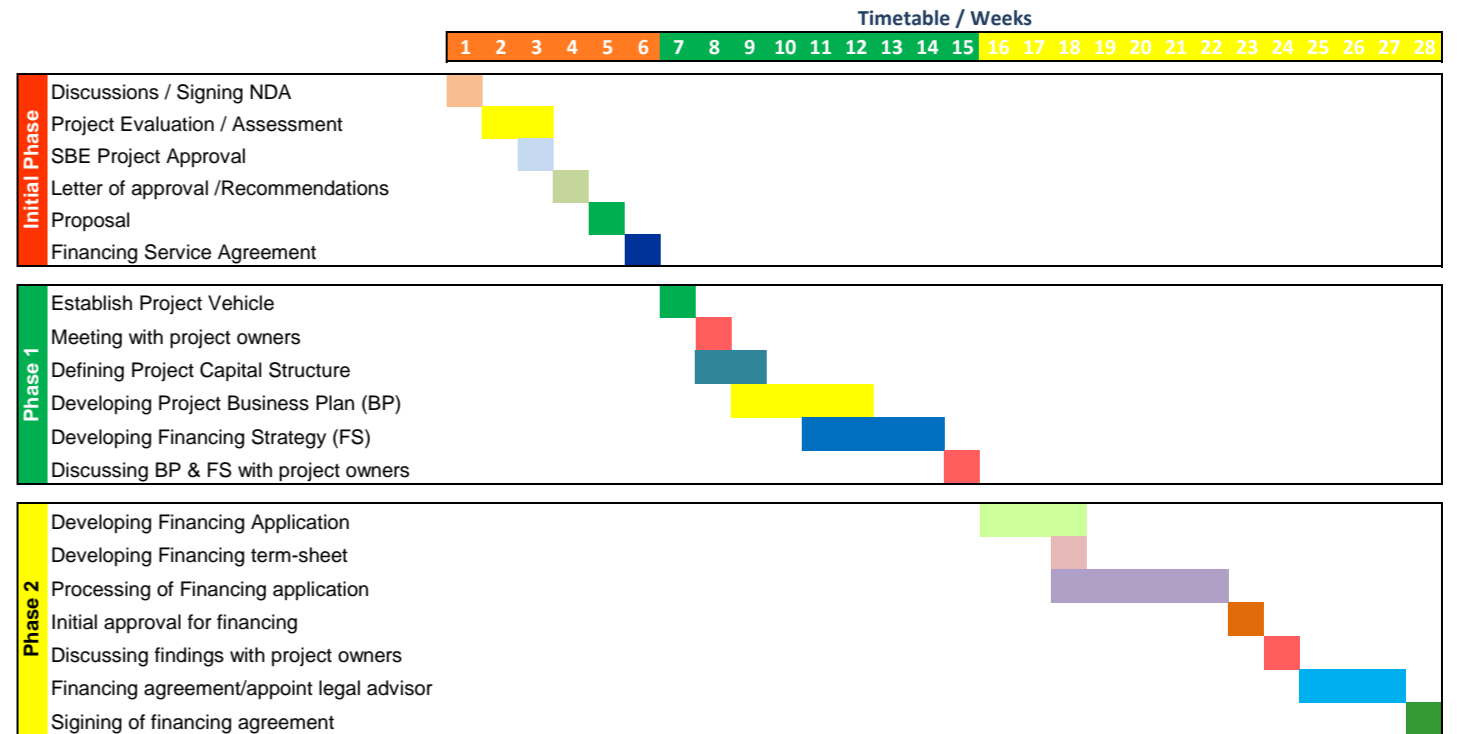 Timetable / Weeks
1 2 3 4 5 6 7 8 9 10 11 12 13 14 15 16 17 18 19 20 21 22 23 24 25 26 27 28
Initial Phase
Discussions / Signing NDA
Project Evaluation / Assessment
SBE Project Approval
Letter of approval /Recommendations
Proposal
Financing Service Agreement
Phase 1
Establish Project Vehicle
Meeting with project owners
Defining Project Capital Structure
Developing Project Business Plan (BP)
Developing Financing Strategy (FS)
Discussing BP & FS with project owners
Phase 2
Developing Financing Application
Developing Financing term-sheet
Processing of Financing application
Initial approval for financing
Discussing findings with project owners
Financing agreement/appoint legal advisor
Sigining of financing agreement